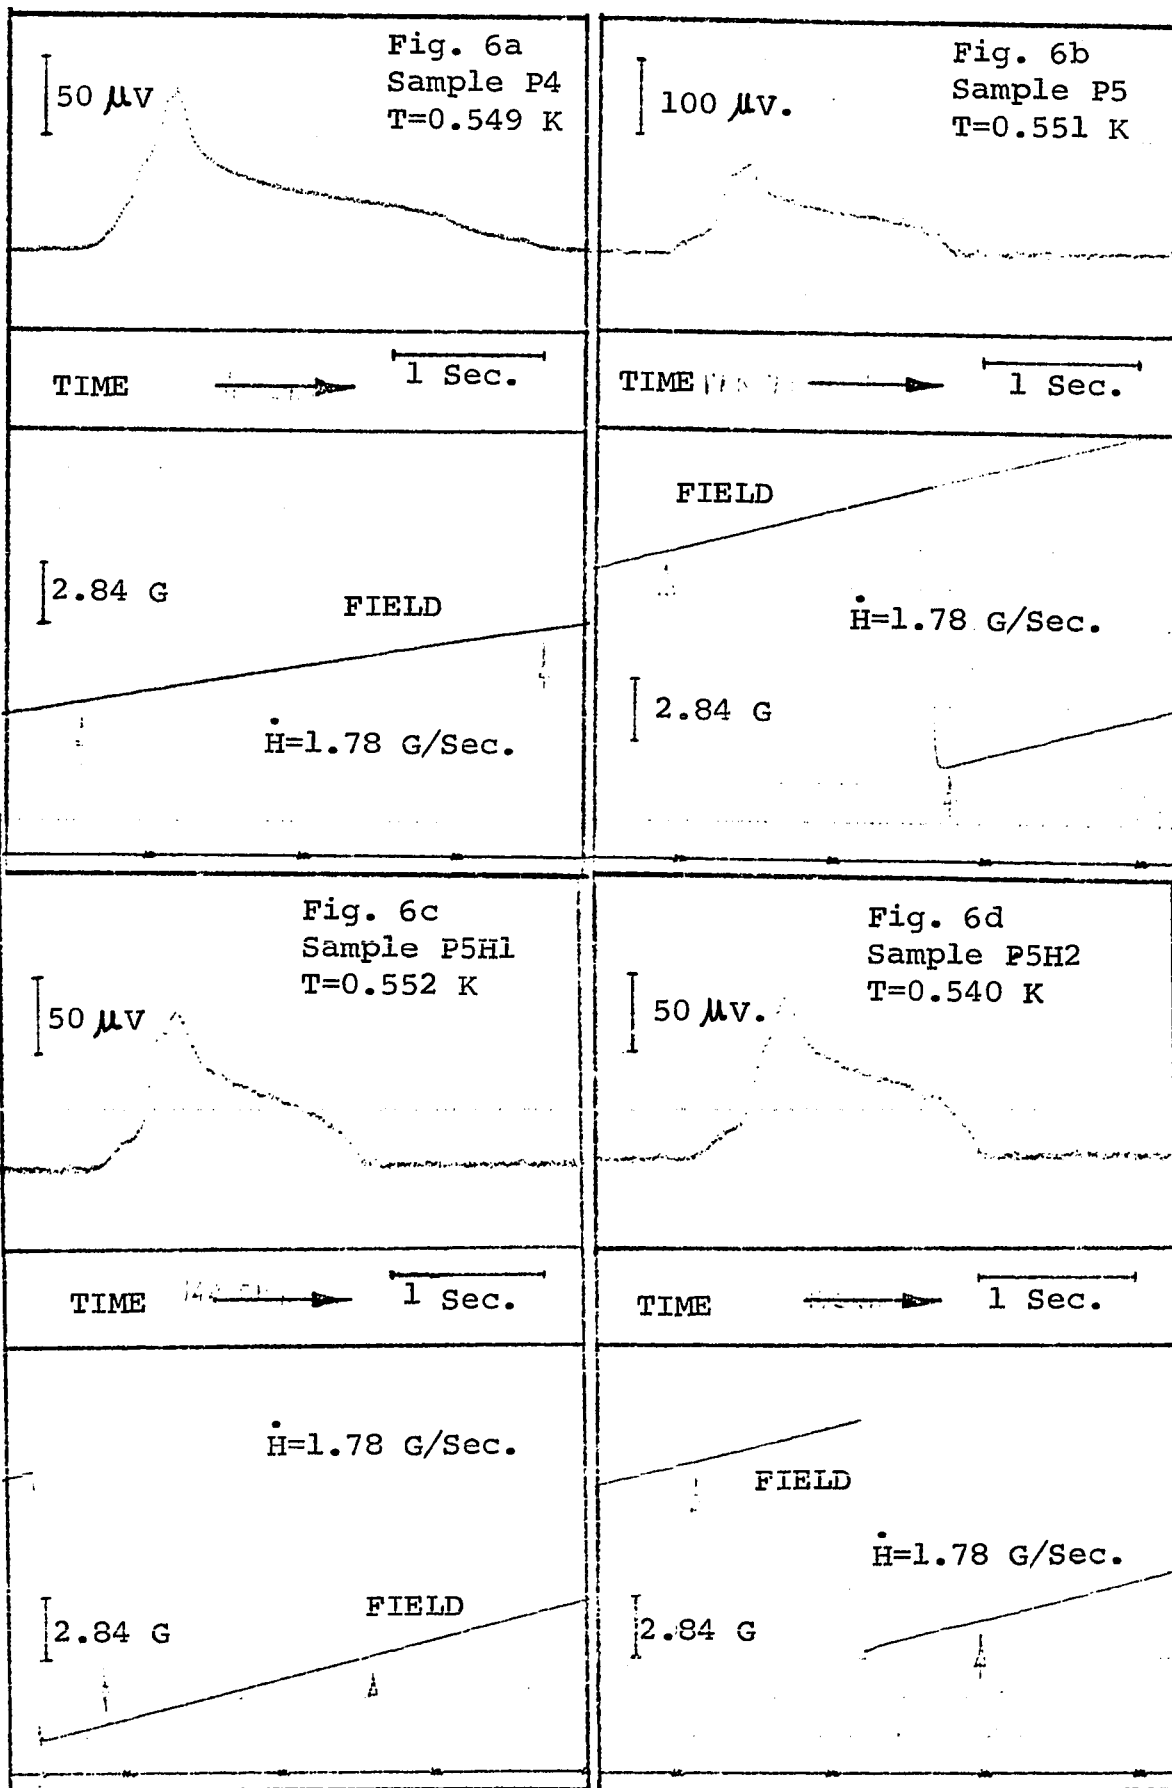 Fig. 6a
Sample P4
T=0.549 K
50 μV
TIME
1 Sec.
2.84 G
FIELD
Ḣ=1.78 G/Sec.
Fig. 6b
Sample P5
T=0.551 K
100 μv.
TIME
1 Sec.
FIELD
Ḣ=1.78 G/Sec.
2.84 G
Fig. 6c
Sample P5H1
T=0.552 K
50 μV
TIME
1 Sec.
Ḣ=1.78 G/Sec.
FIELD
2.84 G
Fig. 6d
Sample P5H2
T=0.540 K
50 μv.
TIME
1 Sec.
FIELD
Ḣ=1.78 G/Sec.
2.84 G